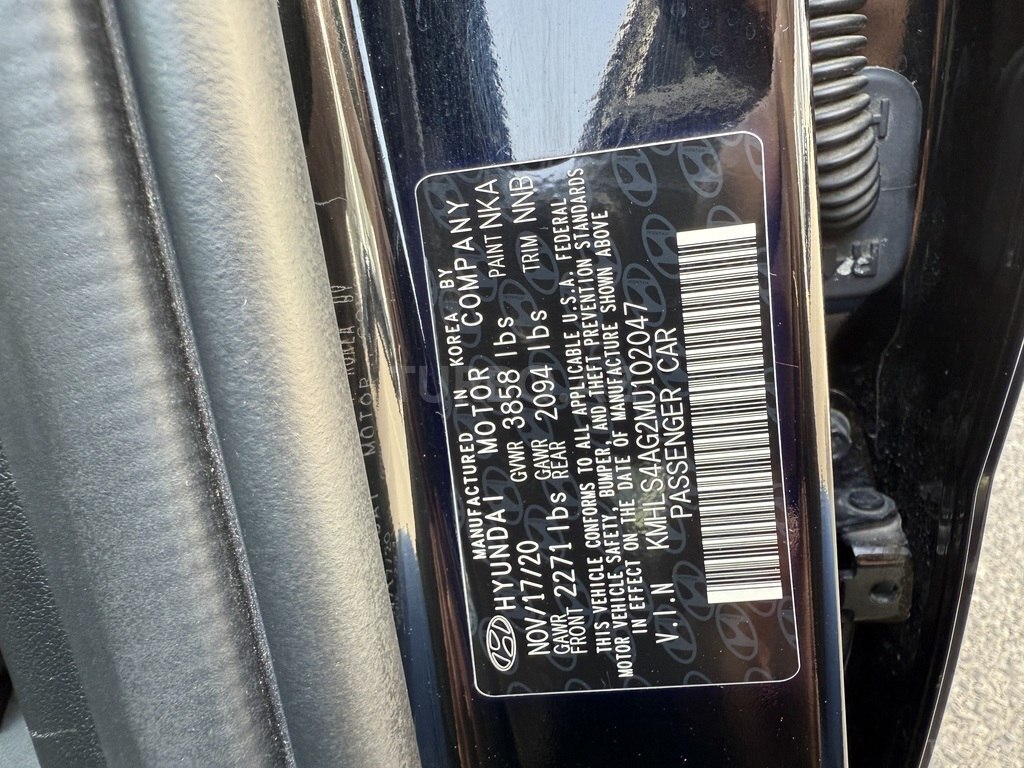 MANUFACTURED IN KOREA BY
HYUNDAI MOTOR COMPANY
NOV/17/20 GVWR 3858 lbs PAINT NKA
GAWR FRONT 2271 lbs GAWR REAR 2094 lbs TRIM NNB
THIS VEHICLE CONFORMS TO ALL APPLICABLE U.S.A. FEDERAL
MOTOR VEHICLE SAFETY, BUMPER, AND THEFT PREVENTION STANDARDS
IN EFFECT ON THE DATE OF MANUFACTURE SHOWN ABOVE
V.I.N KMHLS4AG2MU102047
PASSENGER CAR